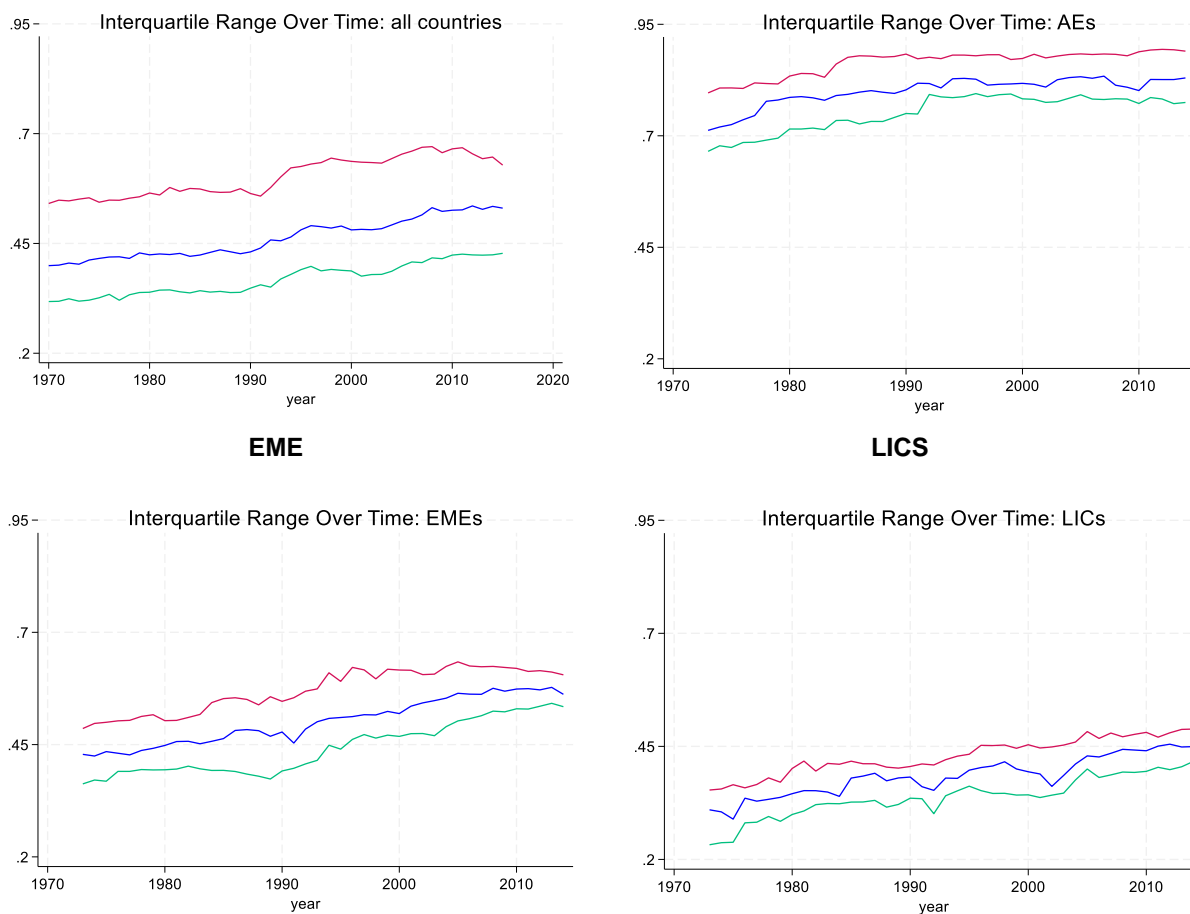 Interquartile Range Over Time: all countries
.95
.7
.45
.2
1970 1980 1990 2000 2010 2020
year
Interquartile Range Over Time: AEs
.95
.7
.45
.2
1970 1980 1990 2000 2010
year
EME
LICS
Interquartile Range Over Time: EMEs
.95
.7
.45
.2
1970 1980 1990 2000 2010
year
Interquartile Range Over Time: LICs
.95
.7
.45
.2
1970 1980 1990 2000 2010
year